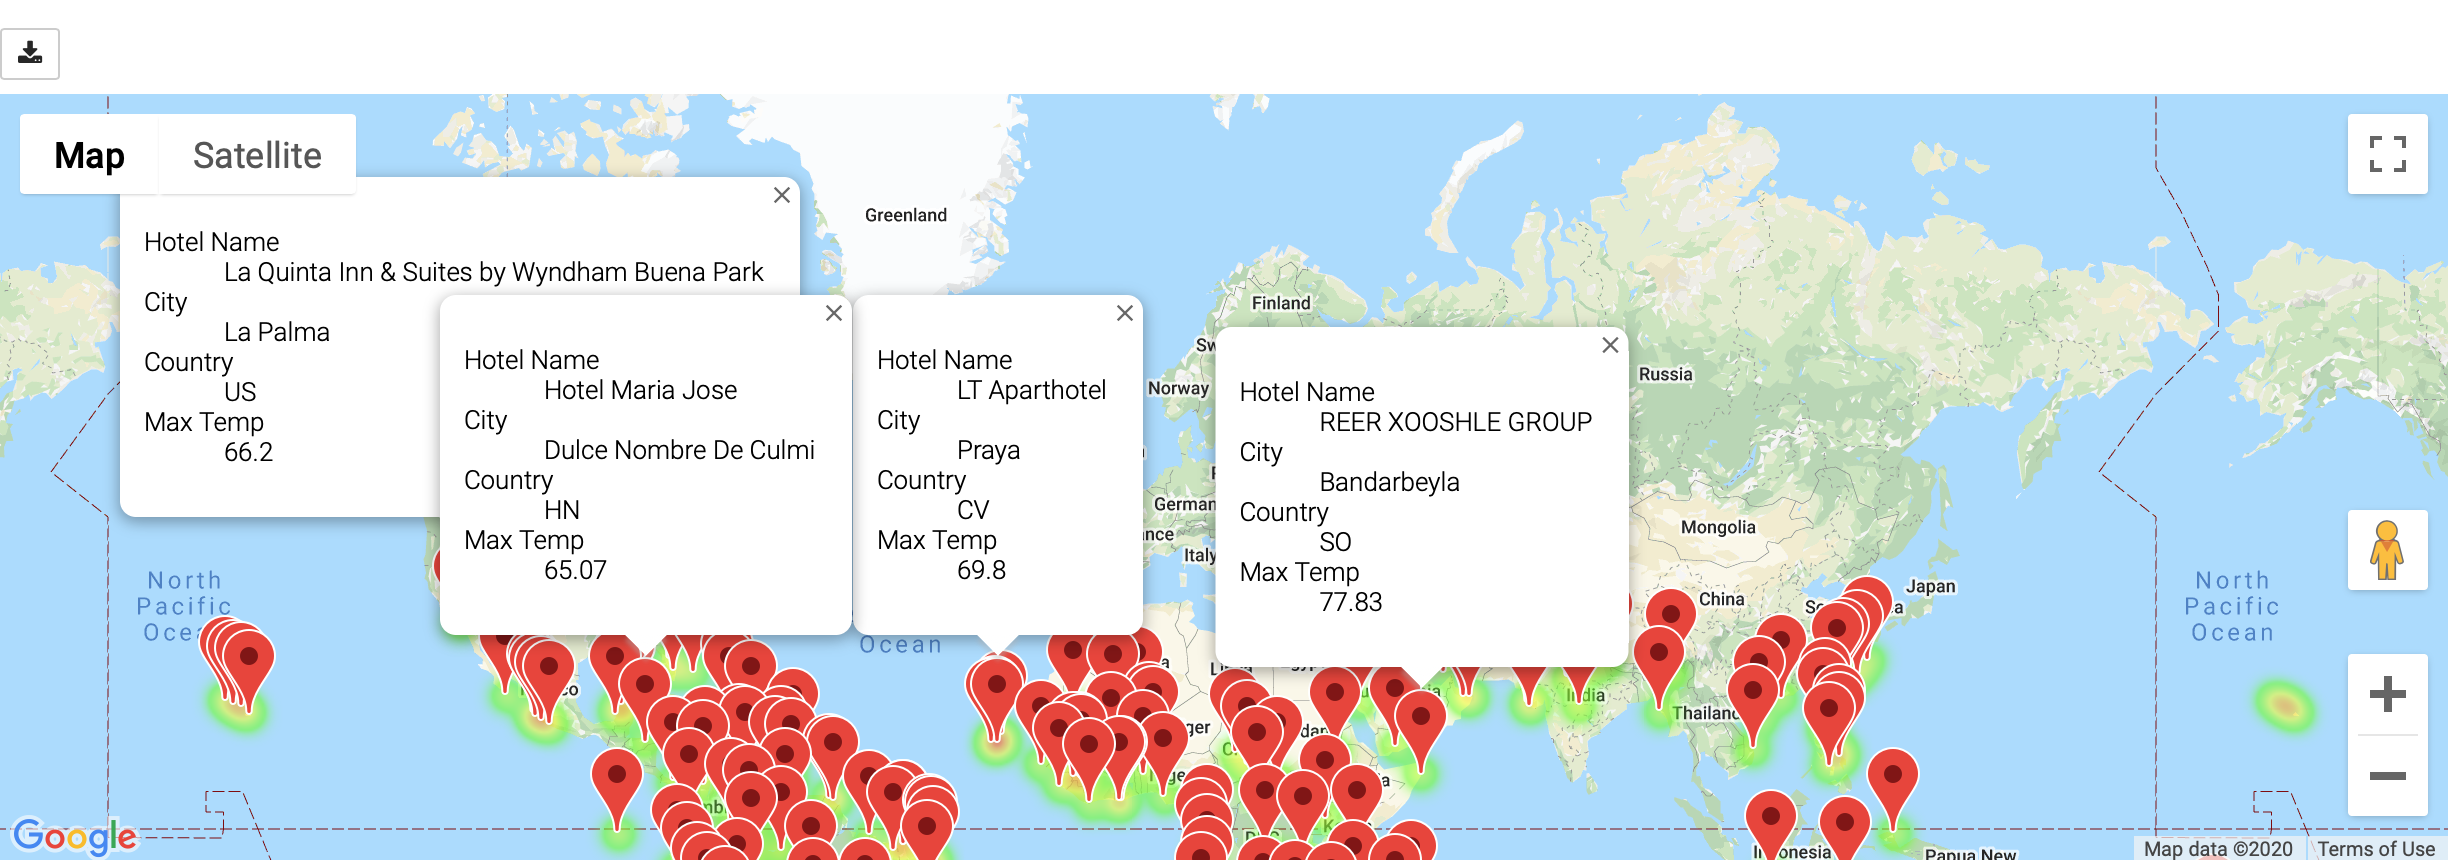 Map
Satellite
Greenland
Hotel Name
La Quinta Inn & Suites by Wyndham Buena Park
City
La Palma
Country
US
Max Temp
66.2
Hotel Name
Hotel Maria Jose
City
Dulce Nombre De Culmi
Country
HN
Max Temp
65.07
Hotel Name
LT Aparthotel
City
Praya
Country
CV
Max Temp
69.8
Hotel Name
REER XOOSHLE GROUP
City
Bandarbeyla
Country
SO
Max Temp
77.83
Finland
Norway
Russia
German
Italy
Mongolia
China
Japan
India
Thailand
North
Pacific
Ocean
Ocean
North
Pacific
Ocean
Google
Indonesia
Papua New
Map data ©2020
Terms of Use